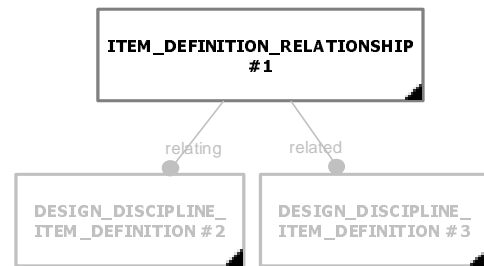 ITEM_DEFINITION_RELATIONSHIP
#1
relating
related
DESIGN_DISCIPLINE_
ITEM_DEFINITION #2
DESIGN_DISCIPLINE_
ITEM_DEFINITION #3